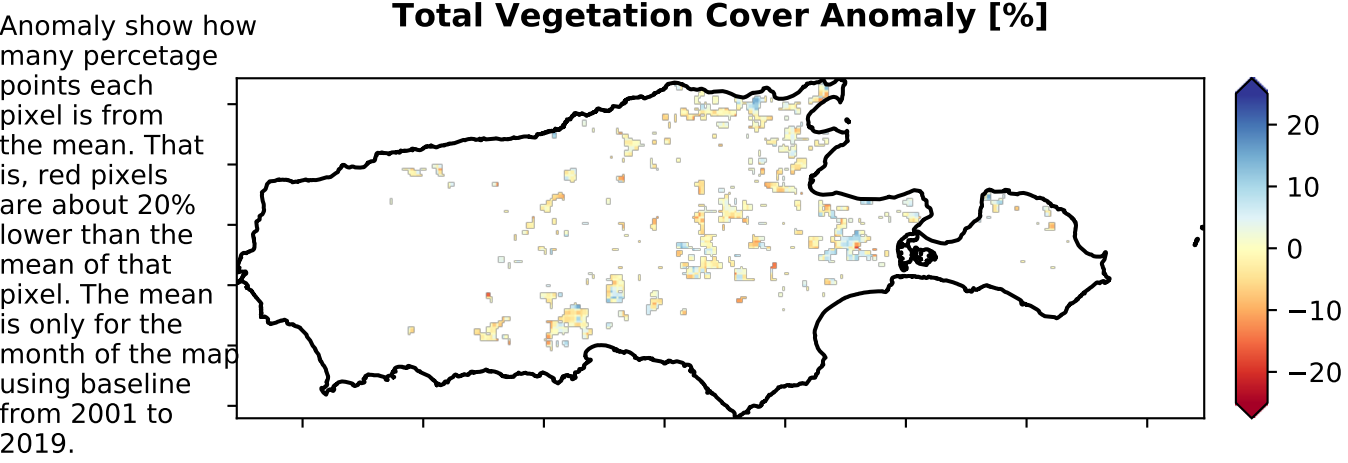 Total Vegetation Cover Anomaly [%]
Anomaly show how
many percetage
points each
pixel is from
the mean. That
is, red pixels
are about 20%
lower than the
mean of that
pixel. The mean
is only for the
month of the map
using baseline
from 2001 to
2019.
20
10
0
−10
−20